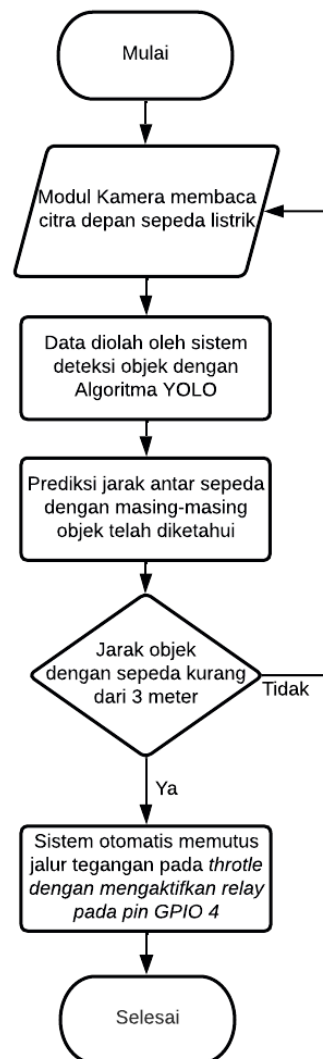 Mulai
Modul Kamera membaca
citra depan sepeda listrik
Data diolah oleh sistem
deteksi objek dengan
Algoritma YOLO
Prediksi jarak antar sepeda
dengan masing-masing
objek telah diketahui
Jarak objek
dengan sepeda kurang
dari 3 meter
Tidak
Ya
Sistem otomatis memutus
jalur tegangan pada throtle
dengan mengaktifkan relay
pada pin GPIO 4
Selesai